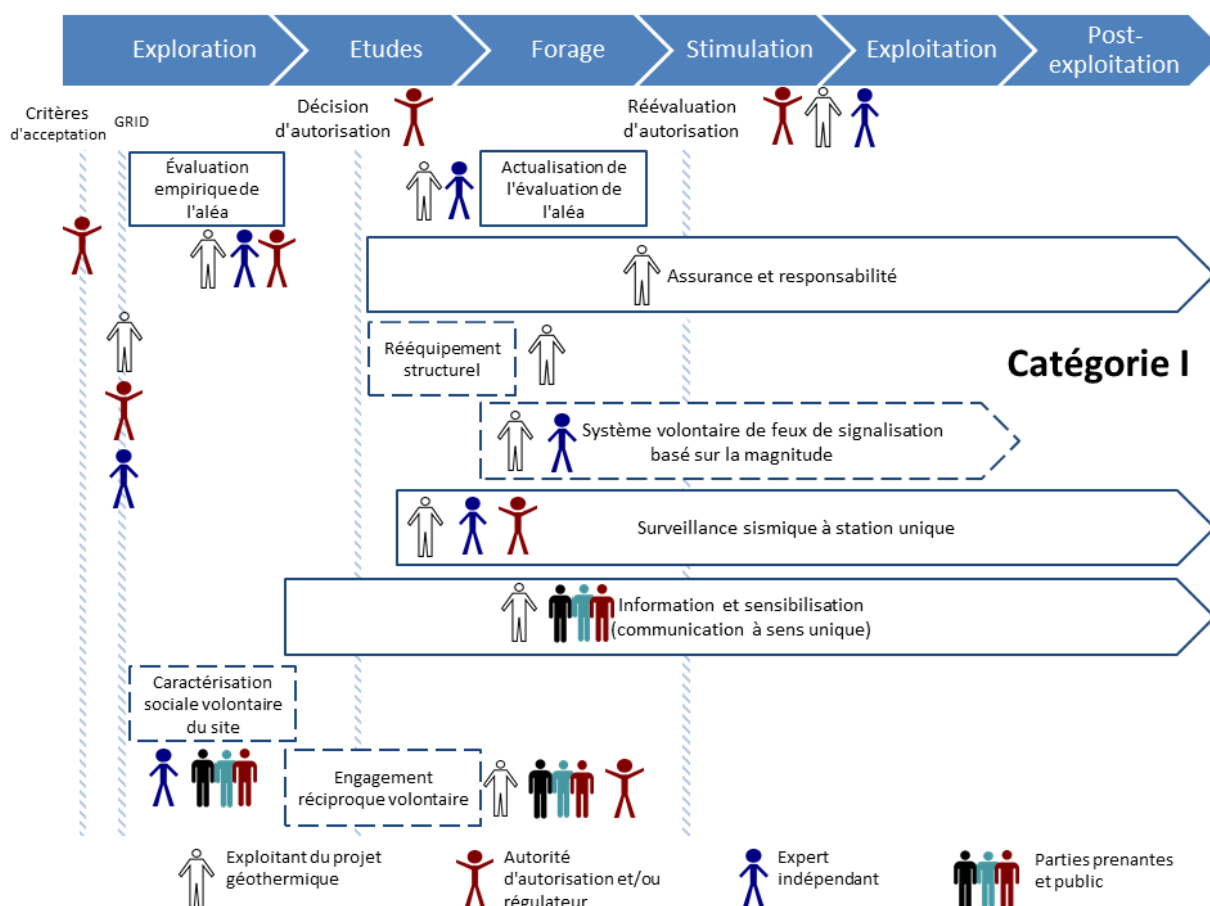 Exploration
Etudes
Forage
Stimulation
Exploitation
Post-
exploitation
Critères
d'acceptation
GRID
Décision
d'autorisation
Réévaluation
d'autorisation
Évaluation
empirique de
l'aléa
Actualisation de
l'évaluation de
l'aléa
Assurance et responsabilité
Rééquipement
structurel
Catégorie I
Système volontaire de feux de signalisation
basé sur la magnitude
Surveillance sismique à station unique
Information et sensibilisation
(communication à sens unique)
Caractérisation
sociale volontaire
du site
Engagement
réciproque volontaire
Exploitant du projet
géothermique
Autorité
d'autorisation et/ou
régulateur
Expert
indépendant
Parties prenantes
et public